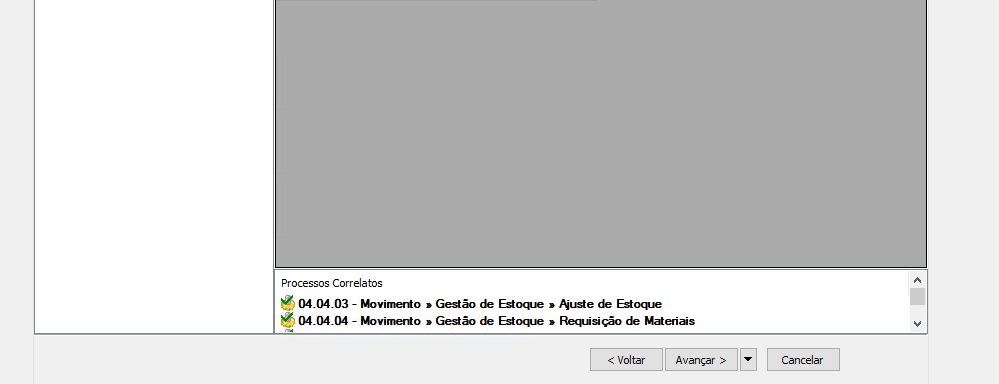 Processos Correlatos
04.04.03 - Movimento » Gestão de Estoque » Ajuste de Estoque
04.04.04 - Movimento » Gestão de Estoque » Requisição de Materiais
< Voltar Avançar > Cancelar